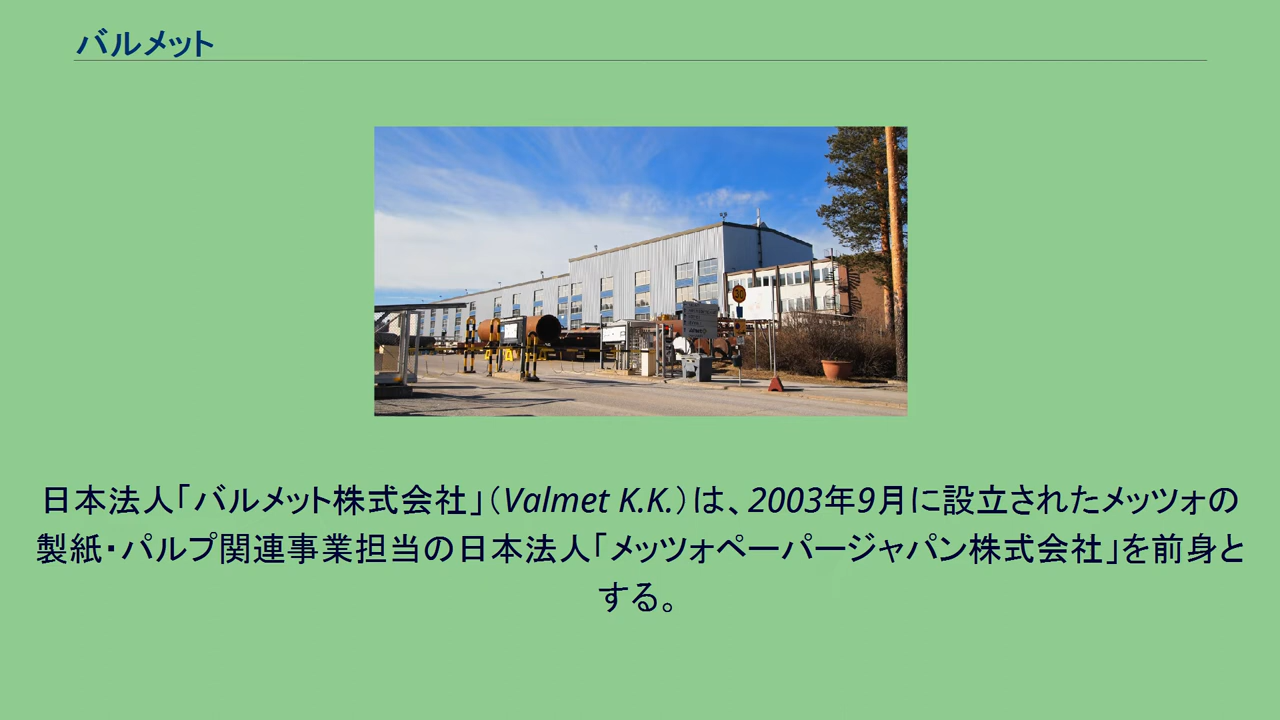 バルメット
日本法人「バルメット株式会社」（Valmet K.K.）は、2003年9月に設立されたメッツォの
製紙・パルプ関連事業担当の日本法人「メッツォペーパージャパン株式会社」を前身と
する。